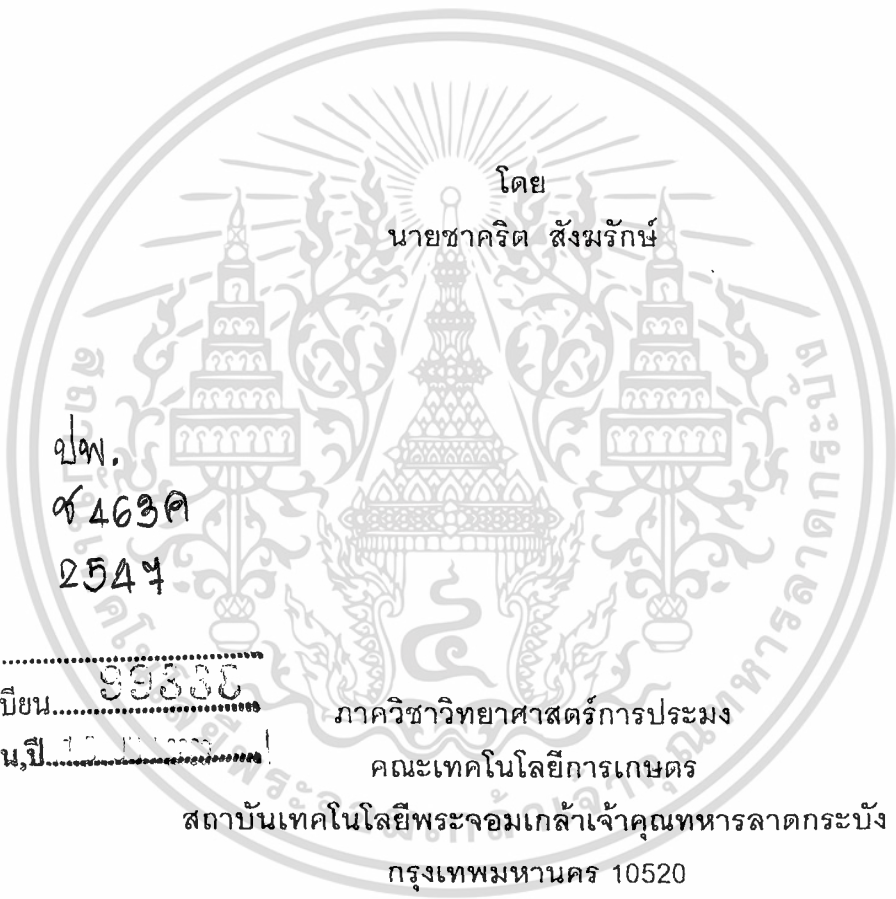 โดย
นายชาคริต สังฆรักษ์
ปพ.
ช 463ค
2547
บียน
น,ปี
ภาควิชาวิทยาศาสตร์การประมง
คณะเทคโนโลยีการเกษตร
สถาบันเทคโนโลยีพระจอมเกล้าเจ้าคุณทหารลาดกระบัง
กรุงเทพมหานคร 10520